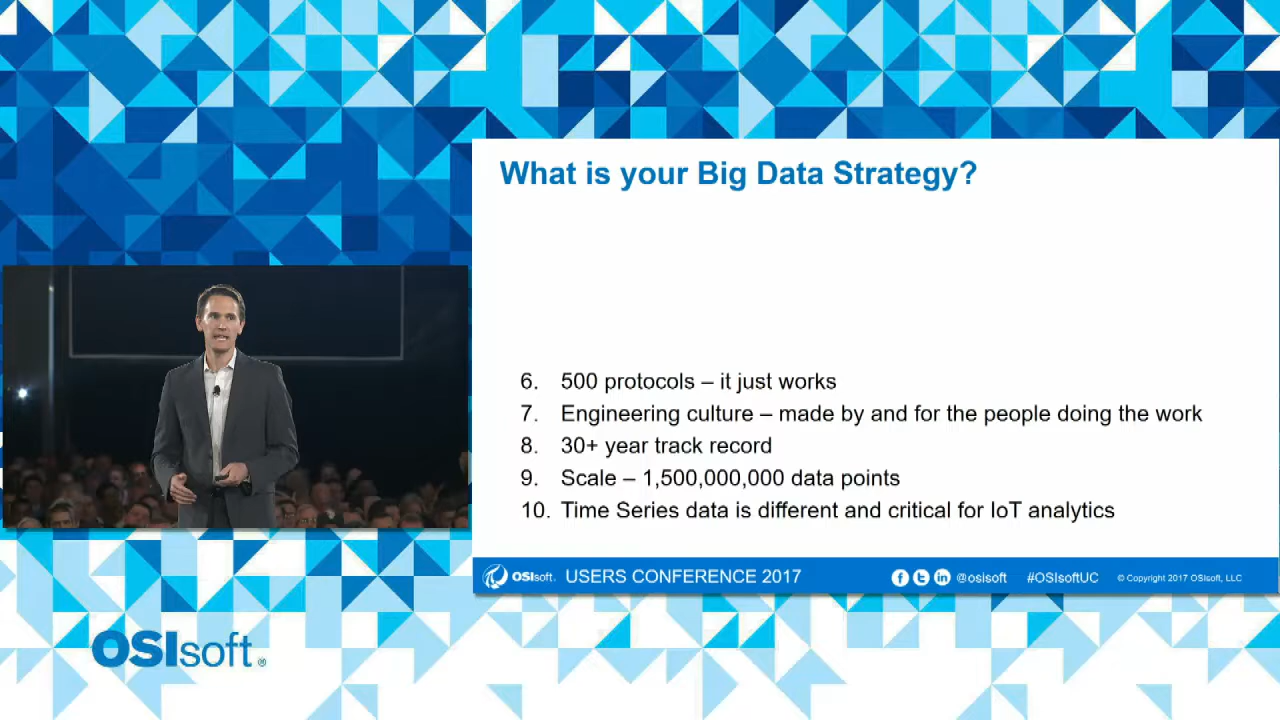 What is your Big Data Strategy?
6. 500 protocols – it just works
7. Engineering culture – made by and for the people doing the work
8. 30+ year track record
9. Scale – 1,500,000,000 data points
10. Time Series data is different and critical for IoT analytics
OSIsoft. USERS CONFERENCE 2017 @osisoft #OSIsoftUC © Copyright 2017 OSIsoft, LLC
OSIsoft®